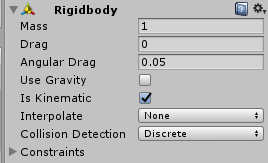 Rigidbody
Mass 1
Drag 0
Angular Drag 0.05
Use Gravity
Is Kinematic
Interpolate None
Collision Detection Discrete
Constraints